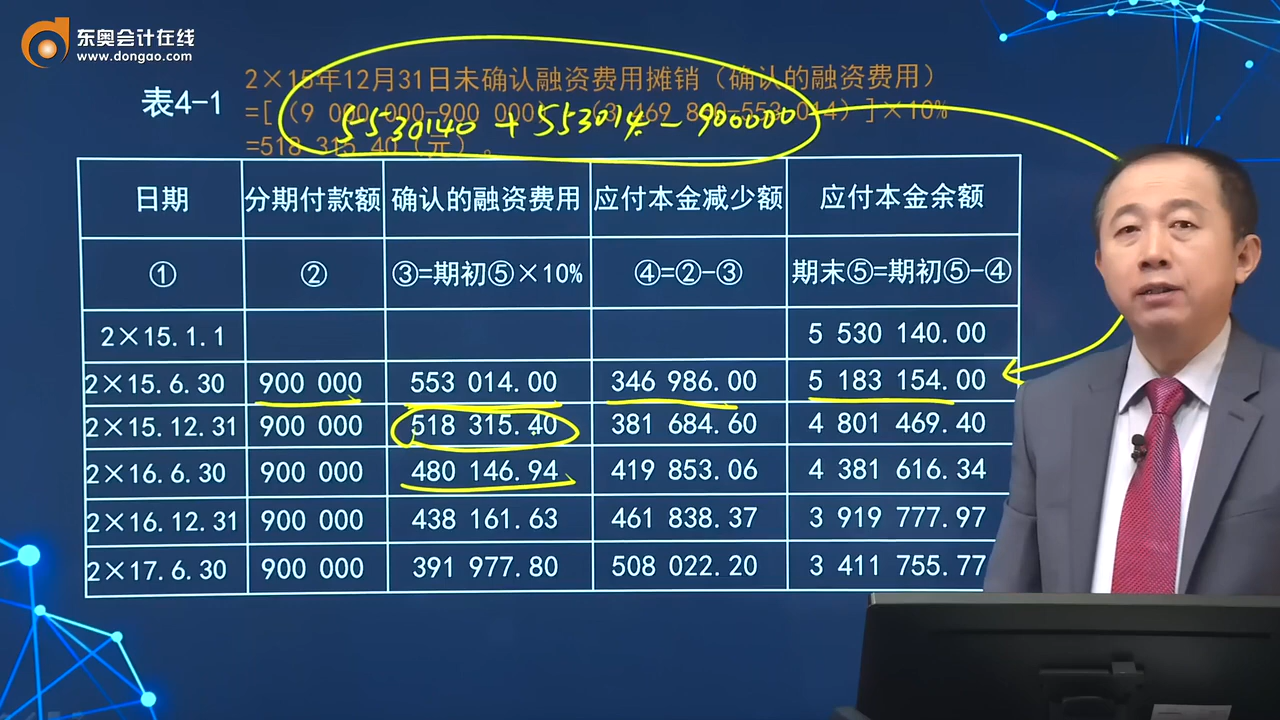 东奥会计在线
www.dongao.com
表4-1
2×15年12月31日未确认融资费用摊销（确认的融资费用）
=[（9 000 000-900 000）-（3 469 860-553 014）]×10%
=518 315.40（元）。
5530140 + 553014 - 900000
日期 分期付款额 确认的融资费用 应付本金减少额 应付本金余额
① ② ③=期初⑤×10% ④=②-③ 期末⑤=期初⑤-④
2×15.1.1 5 530 140.00
2×15.6.30 900 000 553 014.00 346 986.00 5 183 154.00
2×15.12.31 900 000 518 315.40 381 684.60 4 801 469.40
2×16.6.30 900 000 480 146.94 419 853.06 4 381 616.34
2×16.12.31 900 000 438 161.63 461 838.37 3 919 777.97
2×17.6.30 900 000 391 977.80 508 022.20 3 411 755.77